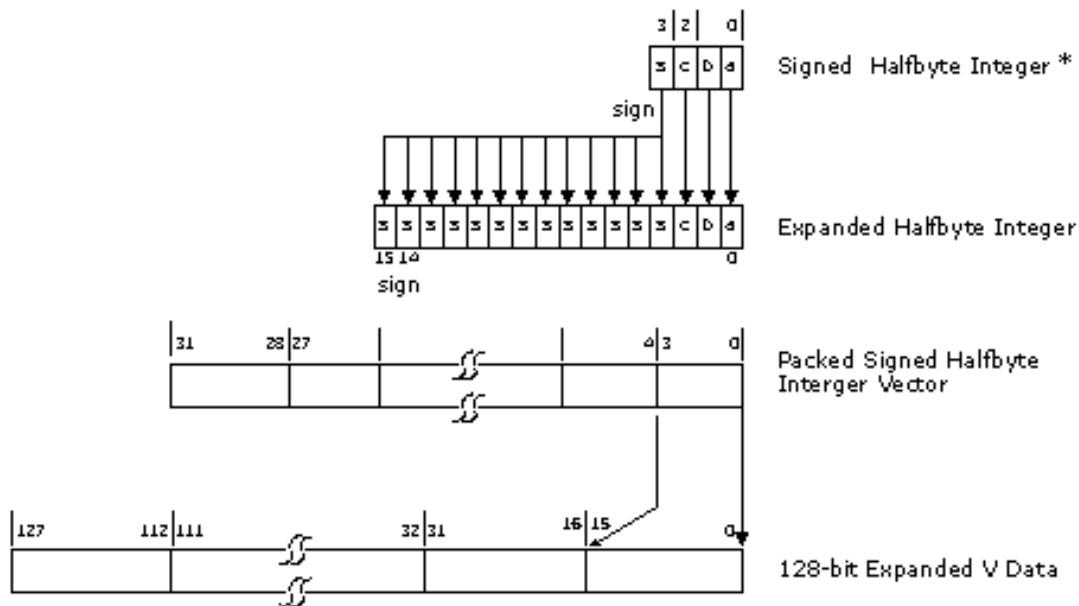 3 2 0
S C D a Signed Halfbyte Integer *
sign
S S S S S S S S S S S S S C D a Expanded Halfbyte Integer
15 14 0
sign
31 28 27 4 3 0
Packed Signed Halfbyte
Interger Vector
127 112 111 32 31 16 15 0
128-bit Expanded V Data